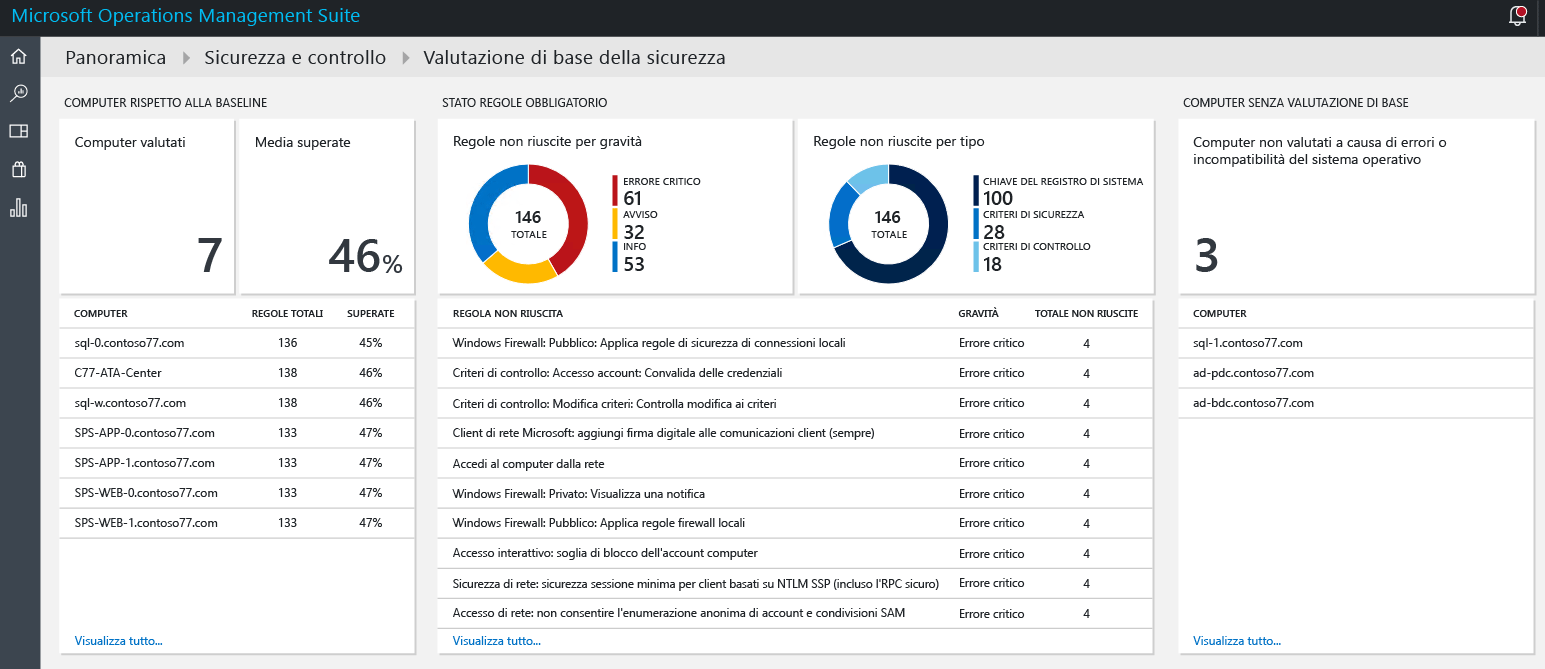 Microsoft Operations Management Suite
Panoramica Sicurezza e controllo Valutazione di base della sicurezza
COMPUTER RISPETTO ALLA BASELINE
Computer valutati
7
Media superate
46%
COMPUTER REGOLE TOTALI SUPERATE
sql-0.contoso77.com 136 45%
C77-ATA-Center 138 46%
sql-w.contoso77.com 138 46%
SPS-APP-0.contoso77.com 133 47%
SPS-APP-1.contoso77.com 133 47%
SPS-WEB-0.contoso77.com 133 47%
SPS-WEB-1.contoso77.com 133 47%
Visualizza tutto...
STATO REGOLE OBBLIGATORIO
Regole non riuscite per gravità
146
TOTALE
ERRORE CRITICO
61
AVVISO
32
INFO
53
Regole non riuscite per tipo
146
TOTALE
CHIAVE DEL REGISTRO DI SISTEMA
100
CRITERI DI SICUREZZA
28
CRITERI DI CONTROLLO
18
REGOLA NON RIUSCITA GRAVITÀ TOTALE NON RIUSCITE
Windows Firewall: Pubblico: Applica regole di sicurezza di connessioni locali Errore critico 4
Criteri di controllo: Accesso account: Convalida delle credenziali Errore critico 4
Criteri di controllo: Modifica criteri: Controlla modifica ai criteri Errore critico 4
Client di rete Microsoft: aggiungi firma digitale alle comunicazioni client (sempre) Errore critico 4
Accedi al computer dalla rete Errore critico 4
Windows Firewall: Privato: Visualizza una notifica Errore critico 4
Windows Firewall: Pubblico: Applica regole firewall locali Errore critico 4
Accesso interattivo: soglia di blocco dell'account computer Errore critico 4
Sicurezza di rete: sicurezza sessione minima per client basati su NTLM SSP (incluso l'RPC sicuro) Errore critico 4
Accesso di rete: non consentire l'enumerazione anonima di account e condivisioni SAM Errore critico 4
Visualizza tutto...
COMPUTER SENZA VALUTAZIONE DI BASE
Computer non valutati a causa di errori o
incompatibilità del sistema operativo
3
COMPUTER
sql-1.contoso77.com
ad-pdc.contoso77.com
ad-bdc.contoso77.com
Visualizza tutto...